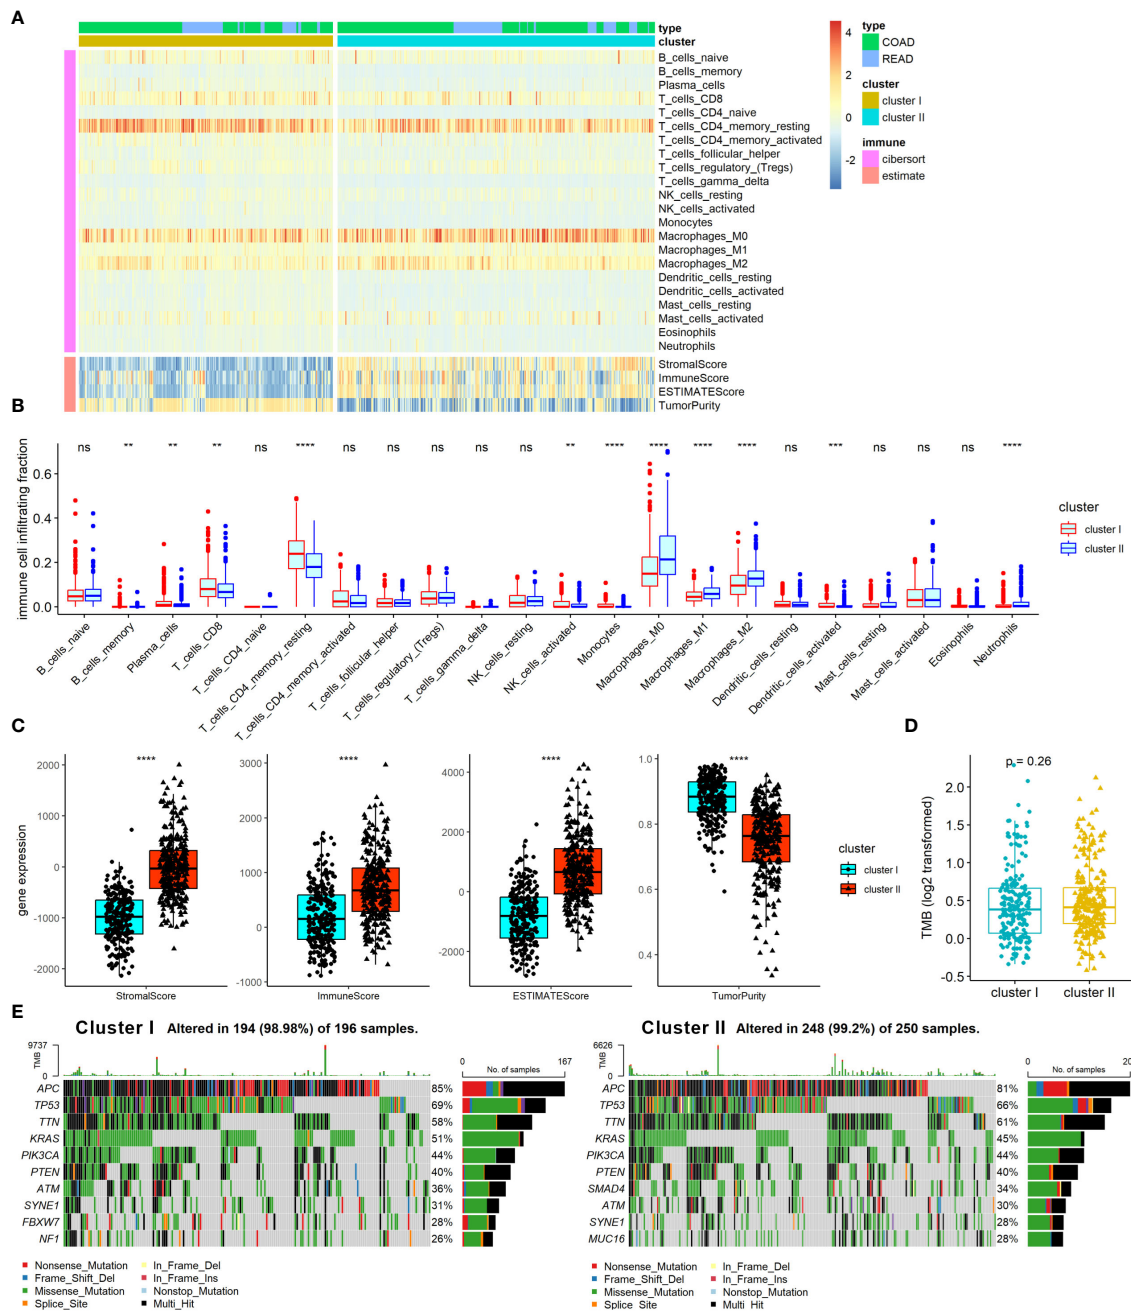 A
type
cluster
B_cells_naive
B_cells_memory
Plasma_cells
T_cells_CD8
T_cells_CD4_naive
T_cells_CD4_memory_resting
T_cells_CD4_memory_activated
T_cells_follicular_helper
T_cells_regulatory_(Tregs)
T_cells_gamma_delta
NK_cells_resting
NK_cells_activated
Monocytes
Macrophages_M0
Macrophages_M1
Macrophages_M2
Dendritic_cells_resting
Dendritic_cells_activated
Mast_cells_resting
Mast_cells_activated
Eosinophils
Neutrophils
StromalScore
ImmuneScore
ESTIMATEScore
TumorPurity
4
2
0
-2
type
COAD
READ
cluster
cluster I
cluster II
immune
cibersort
estimate
B
immune cell infiltrating fraction
0.6
0.4
0.2
0.0
ns ** ** ** ns **** ns ns ns ns ns ** **** **** **** **** ns *** ns ns ns ****
B_cells_naive
B_cells_memory
Plasma_cells
T_cells_CD8
T_cells_CD4_naive
T_cells_CD4_memory_resting
T_cells_CD4_memory_activated
T_cells_follicular_helper
T_cells_regulatory_(Tregs)
T_cells_gamma_delta
NK_cells_resting
NK_cells_activated
Monocytes
Macrophages_M0
Macrophages_M1
Macrophages_M2
Dendritic_cells_resting
Dendritic_cells_activated
Mast_cells_resting
Mast_cells_activated
Eosinophils
Neutrophils
cluster
cluster I
cluster II
C
gene expression
2000
1000
0
-1000
-2000
****
StromalScore
3000
2000
1000
0
-1000
****
ImmuneScore
4000
2000
0
-2000
****
ESTIMATEScore
1.0
0.8
0.6
0.4
****
TumorPurity
cluster
cluster I
cluster II
D
p = 0.26
TMB (log2 transformed)
2.0
1.5
1.0
0.5
0.0
-0.5
cluster I cluster II
E
Cluster I Altered in 194 (98.98%) of 196 samples.
9737
TMB
0
No. of samples
0 167
APC 85%
TP53 69%
TTN 58%
KRAS 51%
PIK3CA 44%
PTEN 40%
ATM 36%
SYNE1 31%
FBXW7 28%
NF1 26%
Nonsense_Mutation In_Frame_Del
Frame_Shift_Del In_Frame_Ins
Missense_Mutation Nonstop_Mutation
Splice_Site Multi_Hit
Cluster II Altered in 248 (99.2%) of 250 samples.
6626
TMB
0
No. of samples
0 20
APC 81%
TP53 66%
TTN 61%
KRAS 45%
PIK3CA 44%
PTEN 40%
SMAD4 34%
ATM 30%
SYNE1 28%
MUC16 28%
Nonsense_Mutation In_Frame_Del
Frame_Shift_Del In_Frame_Ins
Missense_Mutation Nonstop_Mutation
Splice_Site Multi_Hit